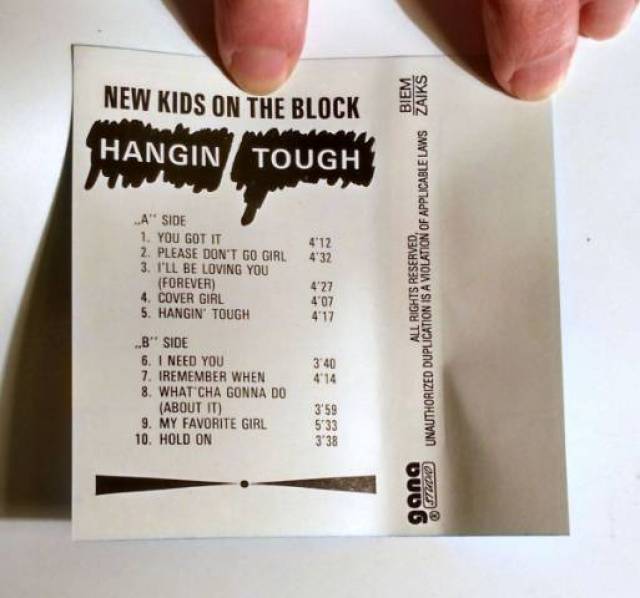 NEW KIDS ON THE BLOCK
HANGIN TOUGH
„A'' SIDE
1. YOU GOT IT 4'12
2. PLEASE DON'T GO GIRL 4'32
3. I'LL BE LOVING YOU
(FOREVER) 4'27
4. COVER GIRL 4'07
5. HANGIN' TOUGH 4'17
„B'' SIDE
6. I NEED YOU 3'40
7. IREMEMBER WHEN 4'14
8. WHAT'CHA GONNA DO
(ABOUT IT) 3'59
9. MY FAVORITE GIRL 5'33
10. HOLD ON 3'38
BIEM
ZAIKS
ALL RIGHTS RESERVED,
UNAUTHORIZED DUPLICATION IS A VIOLATION OF APPLICABLE LAWS
gana
STUDIO ®